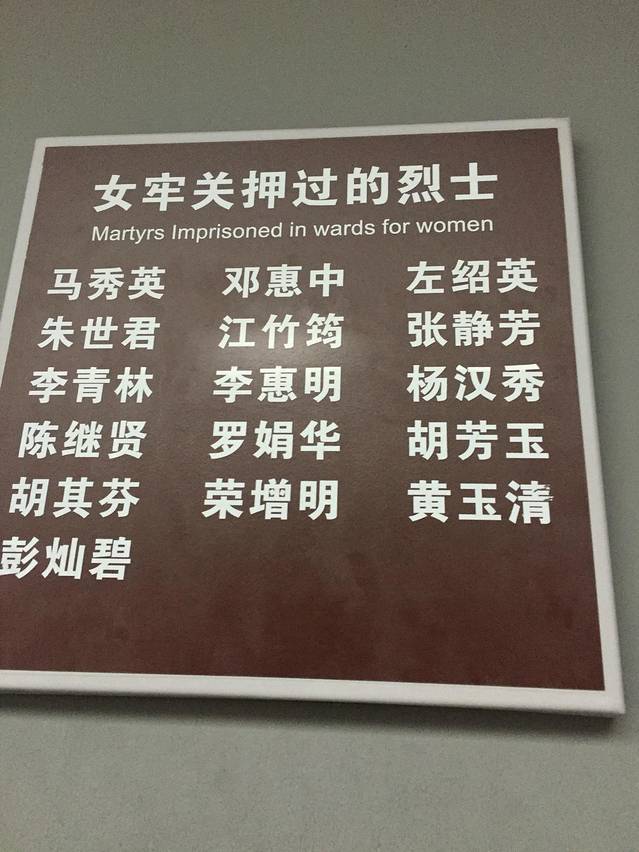 女牢关押过的烈士
Martyrs Imprisoned in wards for women
马秀英 邓惠中 左绍英
朱世君 江竹筠 张静芳
李青林 李惠明 杨汉秀
陈继贤 罗娟华 胡芳玉
胡其芬 荣增明 黄玉清
彭灿碧